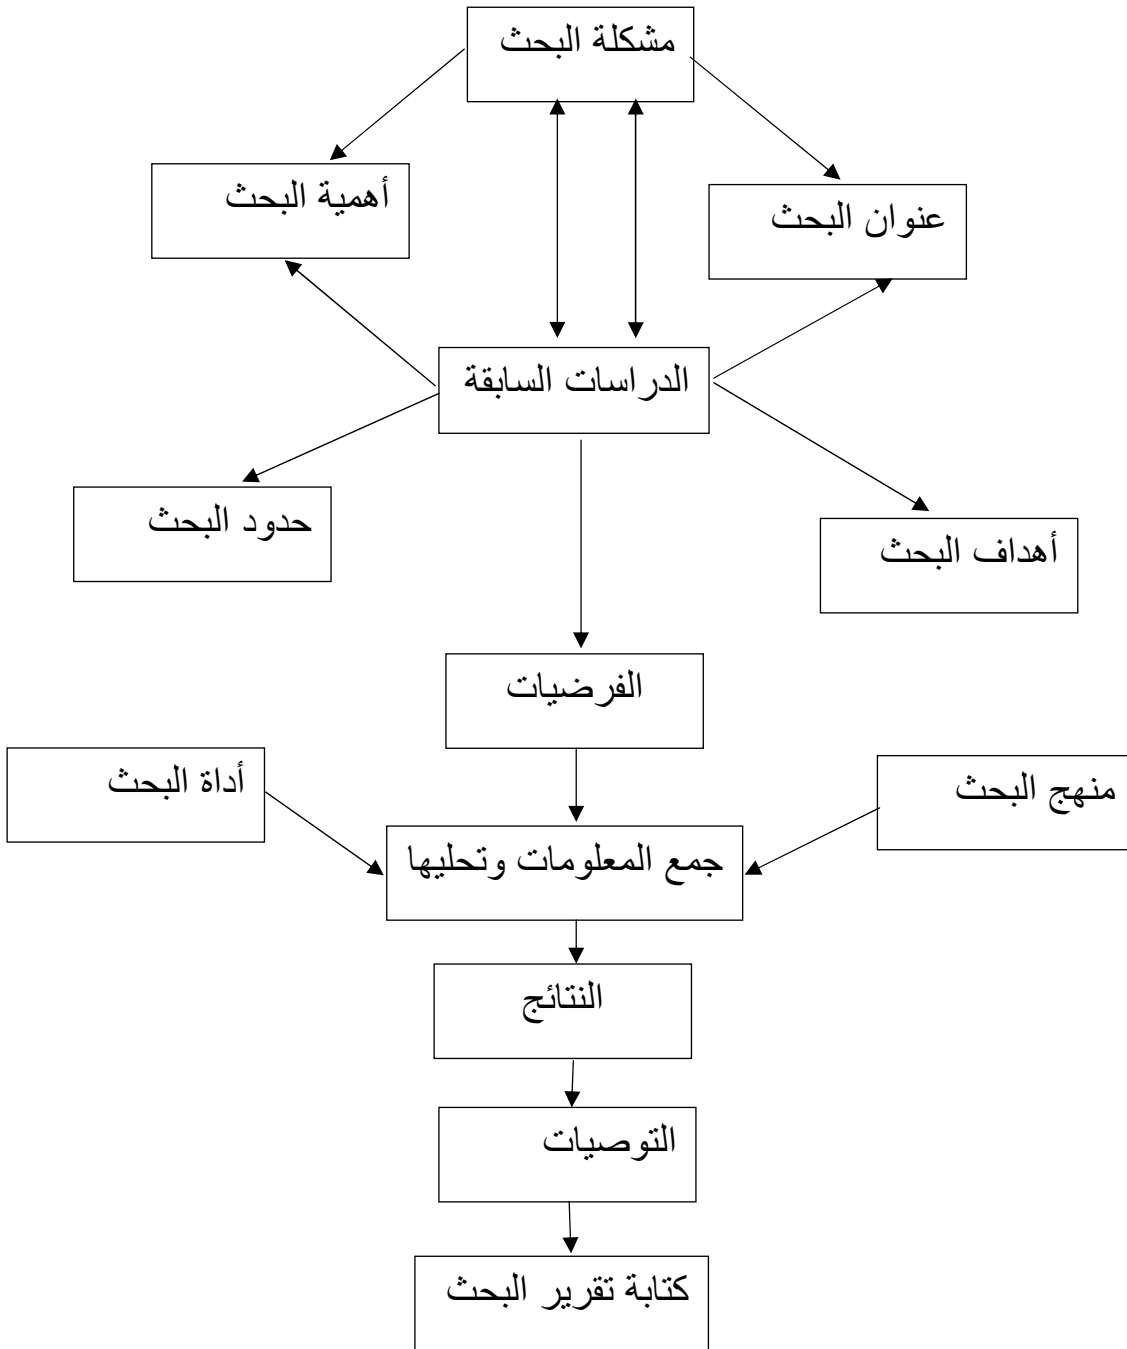 مشكلة البحث
أهمية البحث
عنوان البحث
الدراسات السابقة
حدود البحث
أهداف البحث
الفرضيات
أداة البحث
منهج البحث
جمع المعلومات وتحليها
النتائج
التوصيات
كتابة تقرير البحث